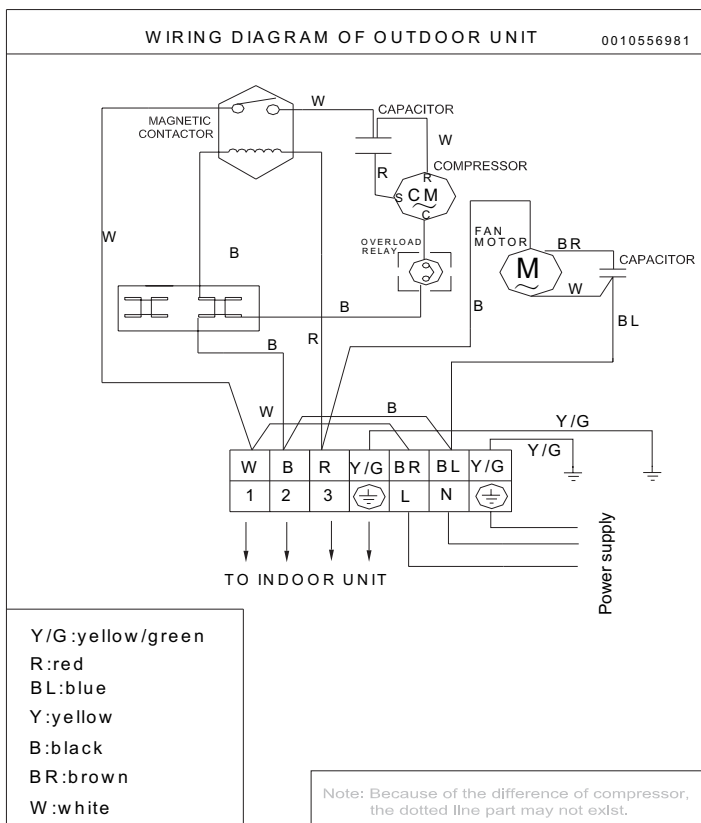 WIRING DIAGRAM OF OUTDOOR UNIT
0010556981
W
CAPACITOR
MAGNETIC
CONTACTOR
W
R
COMPRESSOR
R
S
CM
C
W
B
OVERLOAD
RELAY
FAN
MOTOR
BR
M
CAPACITOR
W
B
B
BL
B
R
W
B
Y/G
Y/G
W B R Y/G BR BL Y/G
1 2 3 L N
TO INDOOR UNIT
Power supply
Y/G:yellow/green
R:red
BL:blue
Y:yellow
B:black
BR:brown
W:white
Note: Because of the difference of compressor,
the dotted line part may not exist.